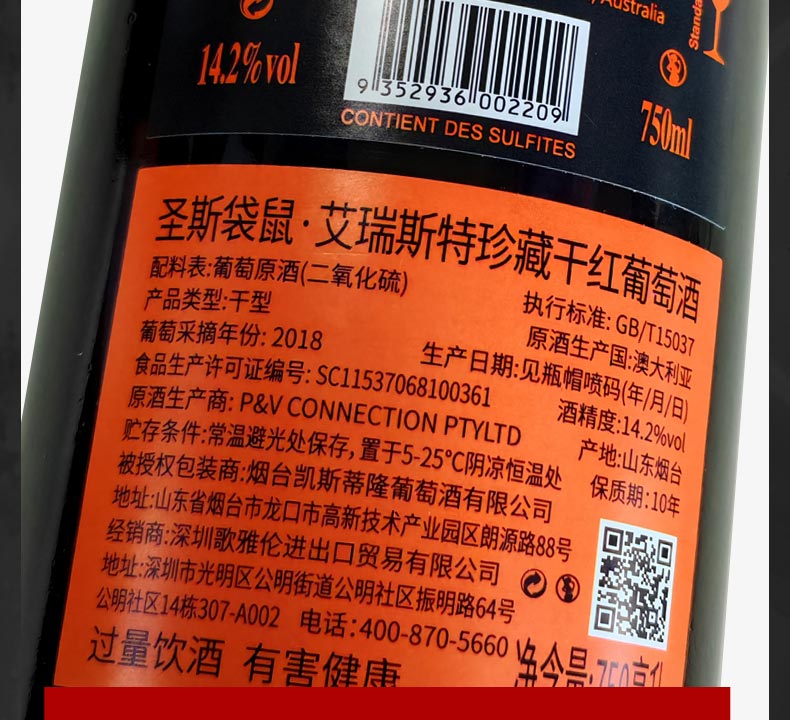 Australia
Standa
14.2%vol
9 352936 002209
CONTIENT DES SULFITES
750ml
圣斯袋鼠·艾瑞斯特珍藏干红葡萄酒
配料表:葡萄原酒(二氧化硫)
执行标准: GB/T15037
产品类型:干型
原酒生产国:澳大利亚
葡萄采摘年份: 2018
生产日期:见瓶帽喷码(年/月/日)
食品生产许可证编号: SC11537068100361
酒精度:14.2%vol
原酒生产商: P&V CONNECTION PTYLTD
产地:山东烟台
贮存条件:常温避光处保存, 置于5-25℃阴凉恒温处
保质期:10年
被授权包装商:烟台凯斯蒂隆葡萄酒有限公司
地址:山东省烟台市龙口市高新技术产业园区朗源路88号
经销商:深圳歌雅伦进出口贸易有限公司
地址:深圳市光明区公明街道公明社区振明路64号
公明社区14栋307-A002 电话:400-870-5660
过量饮酒 有害健康
净含量:750毫升